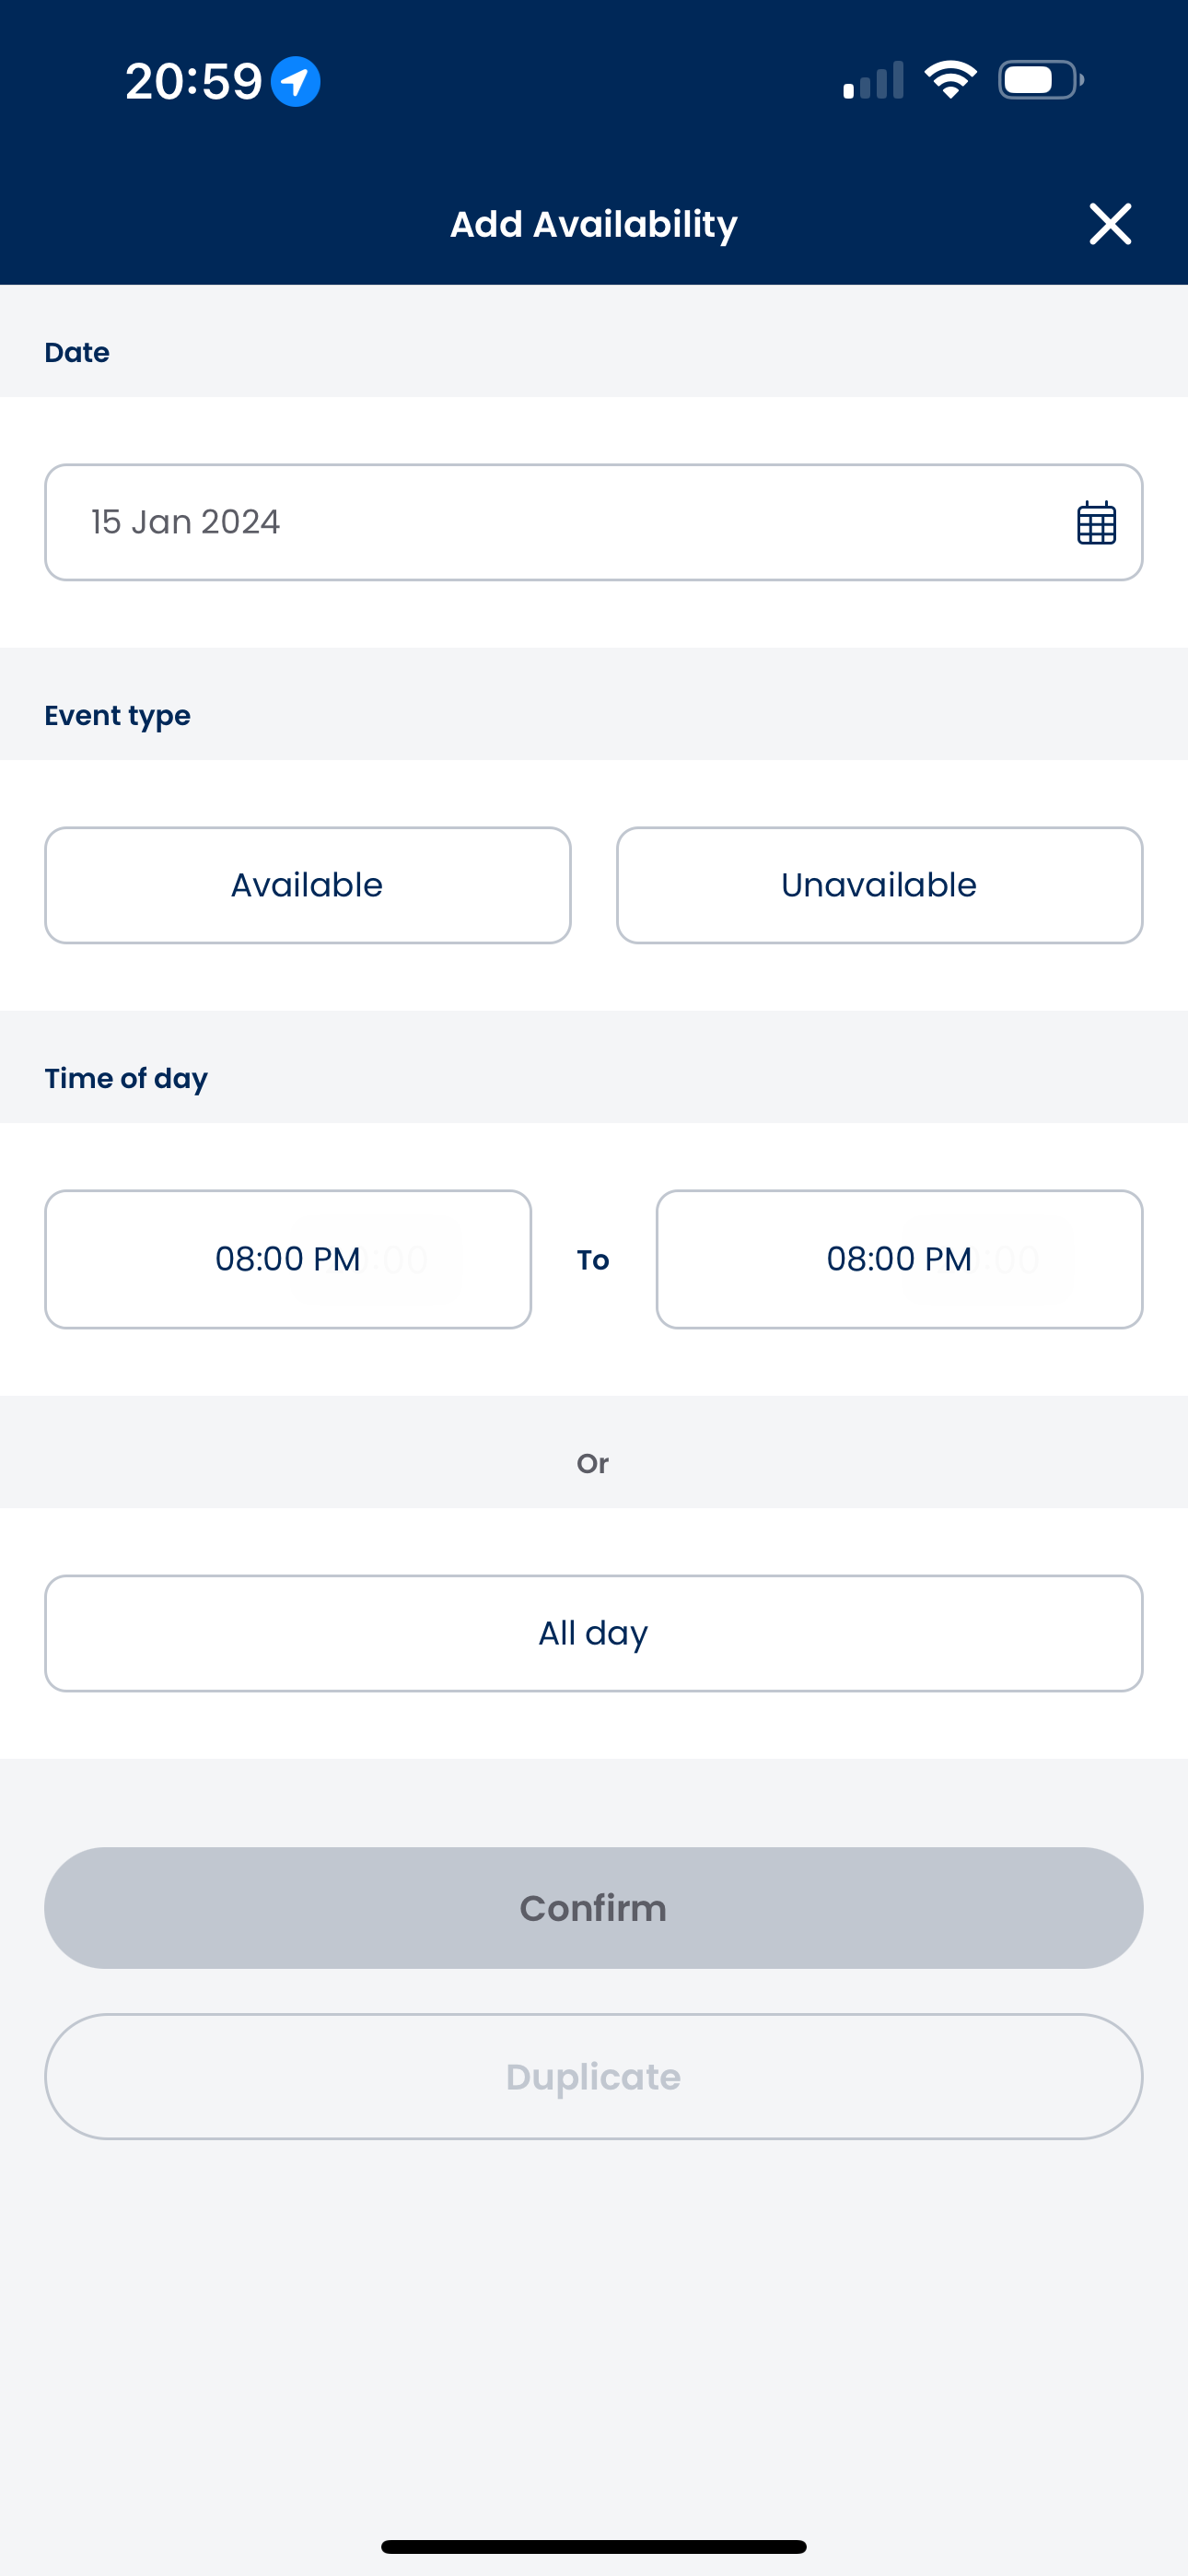 20:59
Add Availability
Date
15 Jan 2024
Event type
Available Unavailable
Time of day
08:00 PM To 08:00 PM
Or
All day
Confirm
Duplicate